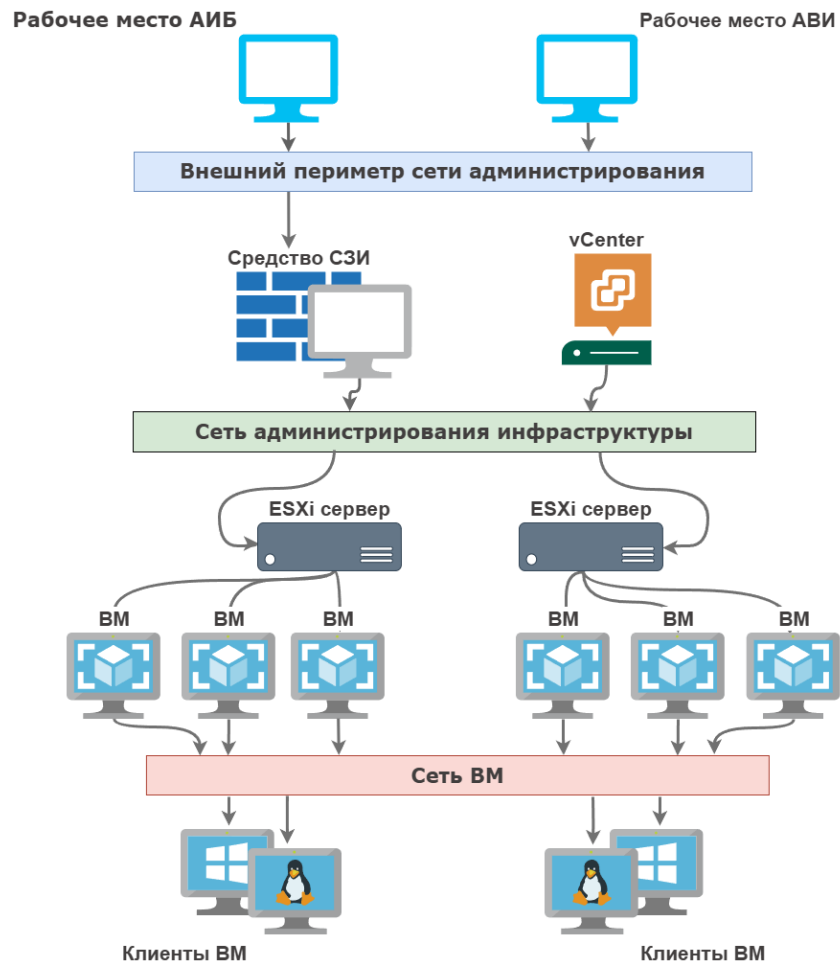 Рабочее место АИБ
Рабочее место АВИ
Внешний периметр сети администрирования
Средство СЗИ
vCenter
Сеть администрирования инфраструктуры
ESXi сервер
ESXi сервер
ВМ
ВМ
ВМ
ВМ
ВМ
ВМ
Сеть ВМ
Клиенты ВМ
Клиенты ВМ